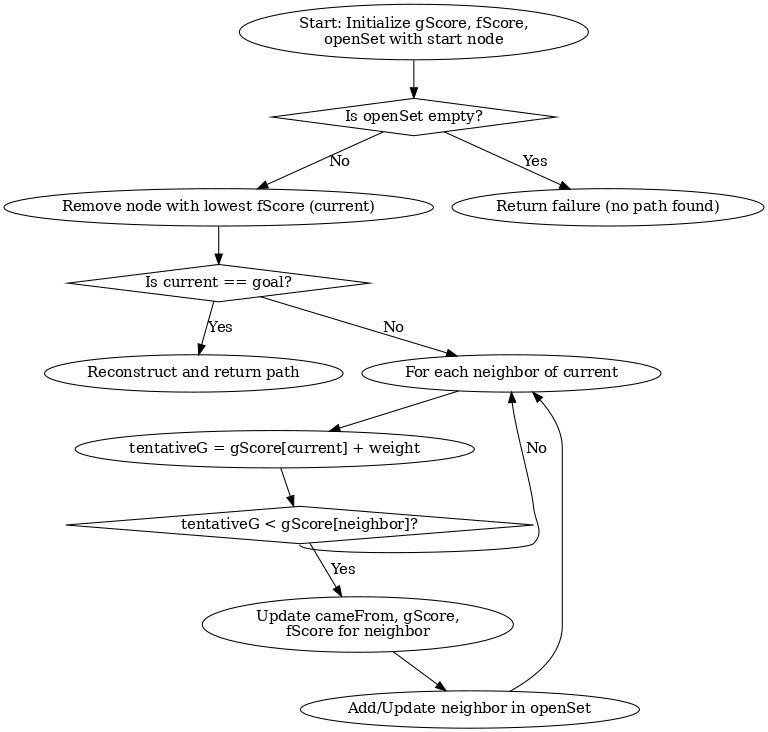 Start: Initialize gScore, fScore,
openSet with start node
Is openSet empty?
No
Yes
Remove node with lowest fScore (current)
Return failure (no path found)
Is current == goal?
Yes
No
Reconstruct and return path
For each neighbor of current
tentativeG = gScore[current] + weight
No
tentativeG < gScore[neighbor]?
Yes
Update cameFrom, gScore,
fScore for neighbor
Add/Update neighbor in openSet